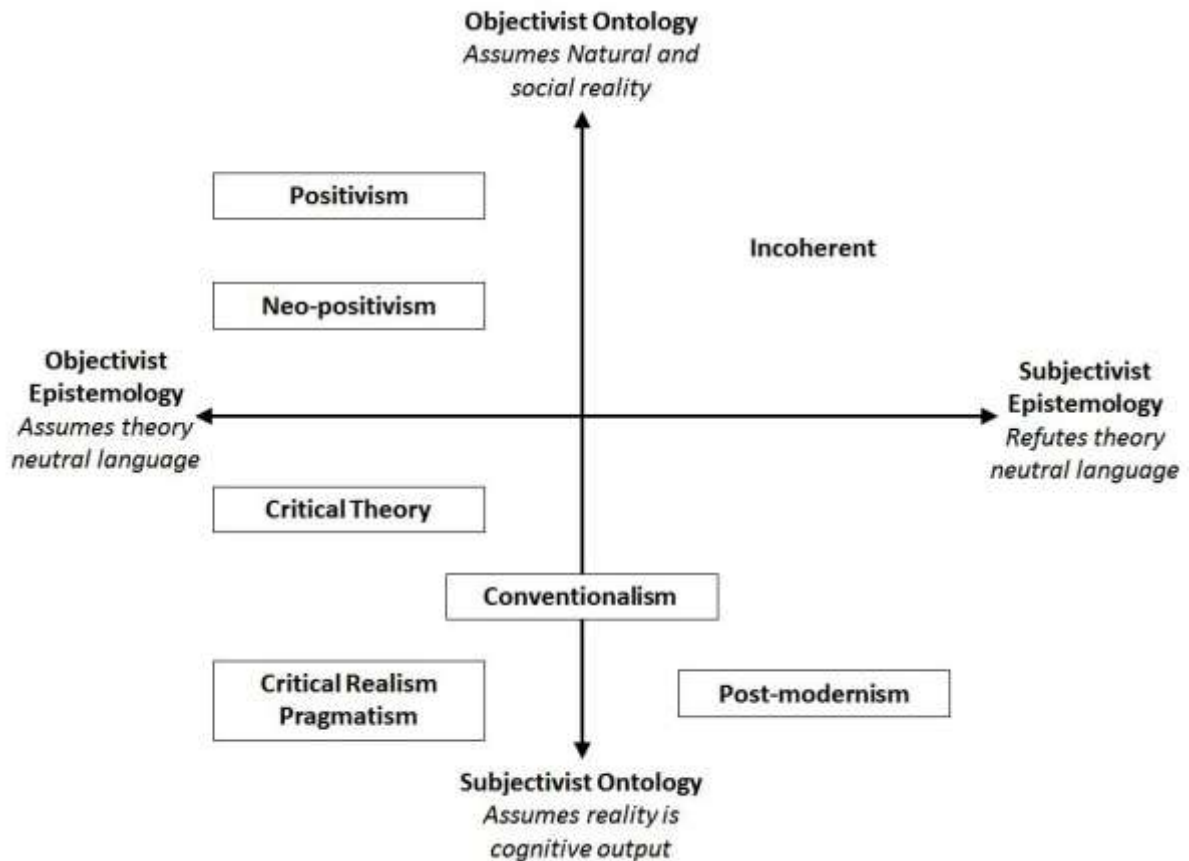 Objectivist Ontology
Assumes Natural and
social reality
Positivism
Incoherent
Neo-positivism
Objectivist
Epistemology
Assumes theory
neutral language
Subjectivist
Epistemology
Refutes theory
neutral language
Critical Theory
Conventionalism
Critical Realism
Pragmatism
Post-modernism
Subjectivist Ontology
Assumes reality is
cognitive output